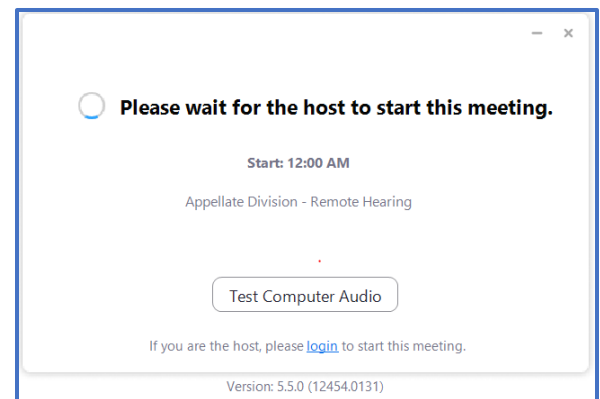 Please wait for the host to start this meeting.
Start: 12:00 AM
Appellate Division - Remote Hearing
Test Computer Audio
If you are the host, please login to start this meeting.
Version: 5.5.0 (12454.0131)